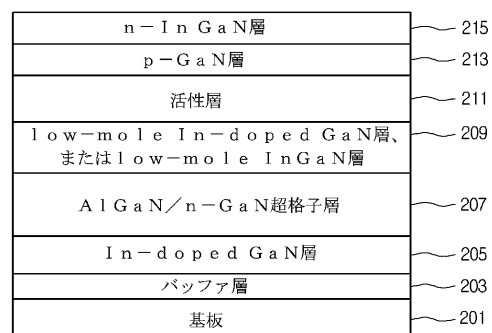 n－In GaN層 215
p－GaN層 213
活性層 211
low－mole In－doped GaN層、 209
またはlow－mole InGaN層
AlGaN／n－GaN超格子層 207
In－doped GaN層 205
バッファ層 203
基板 201